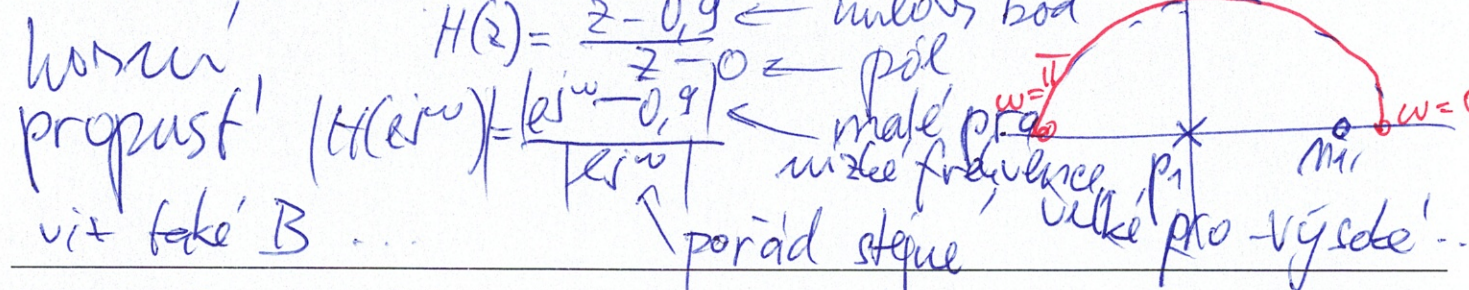 horní
propust
viz také B ...
H(z) = z - 0,9 ← nulový bod
z - 0 ← pól
|H(e^jω)| = |e^jω - 0,9| ← malé pro
nízké frekvence,
velké pro vysoké ...
|e^jω|
pořád stejné
ω=π
ω=
p1
n1